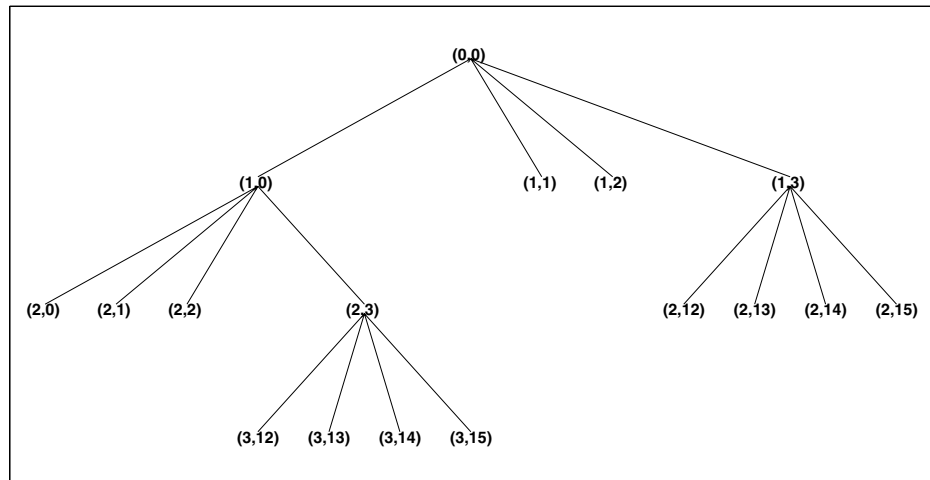 (0,0)
(1,0) (1,1) (1,2) (1,3)
(2,0) (2,1) (2,2) (2,3) (2,12) (2,13) (2,14) (2,15)
(3,12) (3,13) (3,14) (3,15)